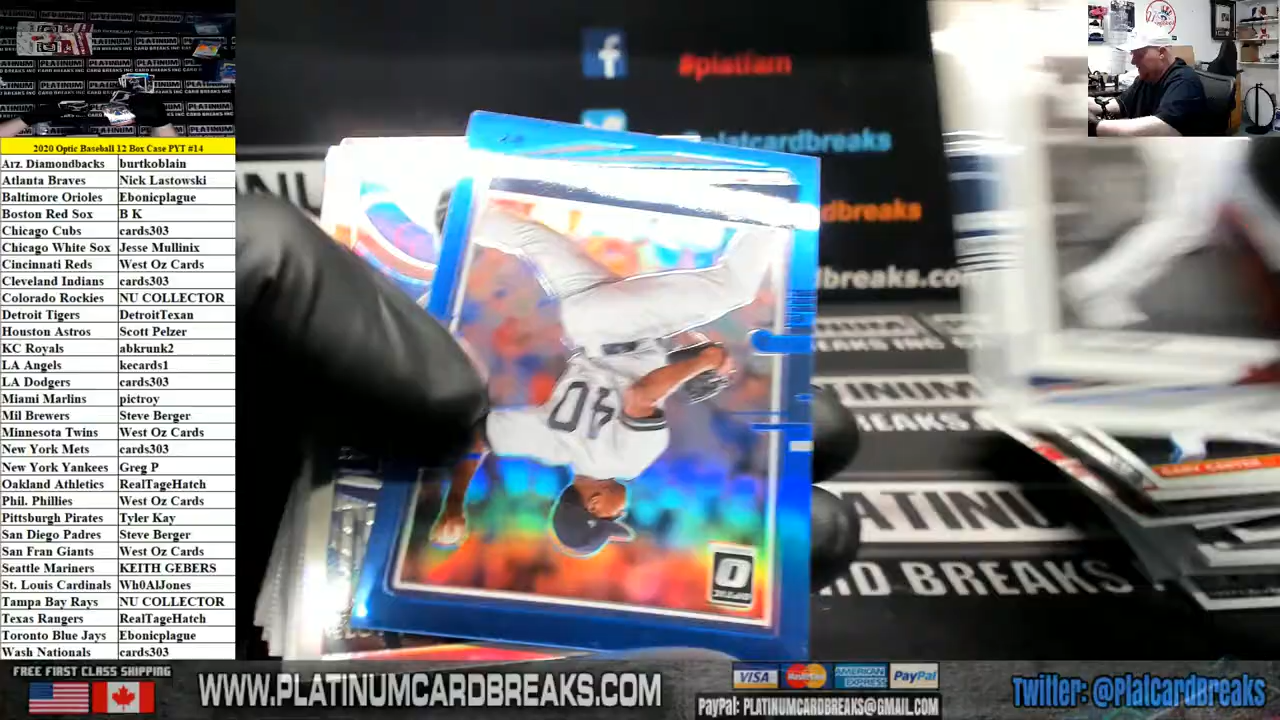 2020 Optic Baseball 12 Box Case PYT #14
Arz. Diamondbacks burtkoblain
Atlanta Braves Nick Lastowski
Baltimore Orioles Ebonicplague
Boston Red Sox B K
Chicago Cubs cards303
Chicago White Sox Jesse Mullinix
Cincinnati Reds West Oz Cards
Cleveland Indians cards303
Colorado Rockies NU COLLECTOR
Detroit Tigers DetroitTexan
Houston Astros Scott Pelzer
KC Royals abkrunk2
LA Angels kecards1
LA Dodgers cards303
Miami Marlins pictroy
Mil Brewers Steve Berger
Minnesota Twins West Oz Cards
New York Mets cards303
New York Yankees Greg P
Oakland Athletics RealTageHatch
Phil. Phillies West Oz Cards
Pittsburgh Pirates Tyler Kay
San Diego Padres Steve Berger
San Fran Giants West Oz Cards
Seattle Mariners KEITH GEBERS
St. Louis Cardinals Wh0AlJones
Tampa Bay Rays NU COLLECTOR
Texas Rangers RealTageHatch
Toronto Blue Jays Ebonicplague
Wash Nationals cards303
#platfam
40
OPTIC
CARD BREAKS
FREE FIRST CLASS SHIPPING
WWW.PLATINUMCARDBREAKS.COM
VISA MasterCard AMERICAN EXPRESS PayPal
PayPal: PLATINUMCARDBREAKS@GMAIL.COM
Twitter: @PlatCardBreaks